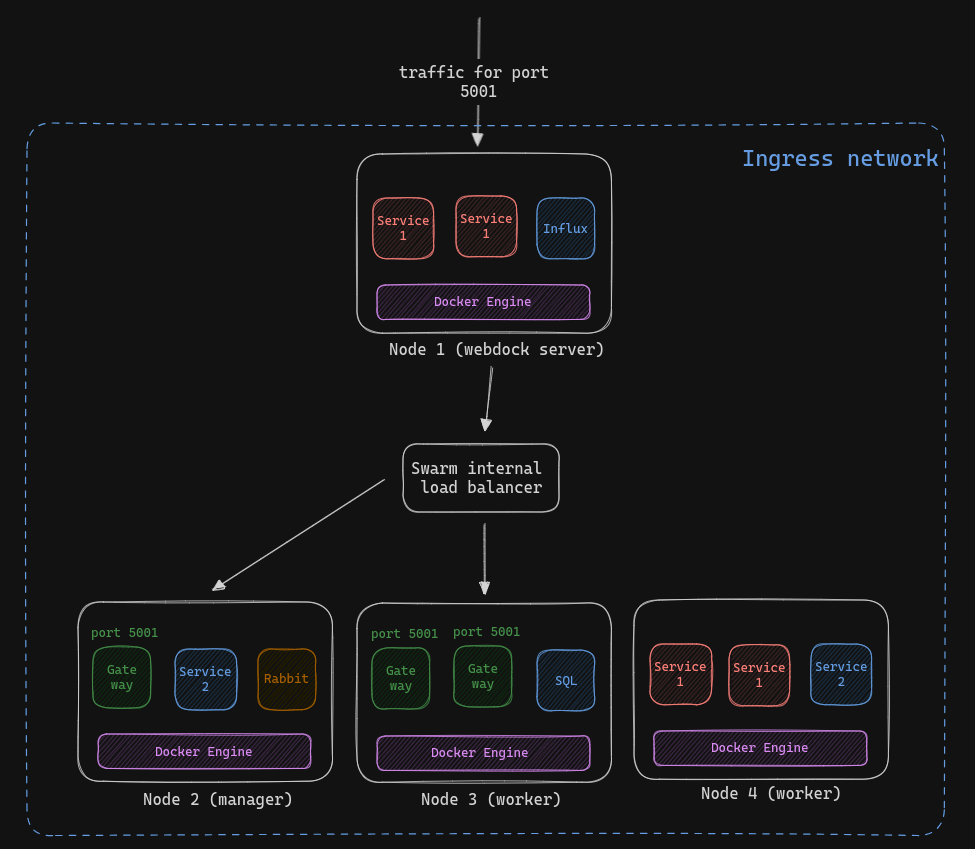 traffic for port
5001
Ingress network
Service
1
Service
1
Influx
Docker Engine
Node 1 (webdock server)
Swarm internal
load balancer
port 5001
Gate
way
Service
2
Rabbit
Docker Engine
Node 2 (manager)
port 5001
port 5001
Gate
way
Gate
way
SQL
Docker Engine
Node 3 (worker)
Service
1
Service
1
Service
2
Docker Engine
Node 4 (worker)